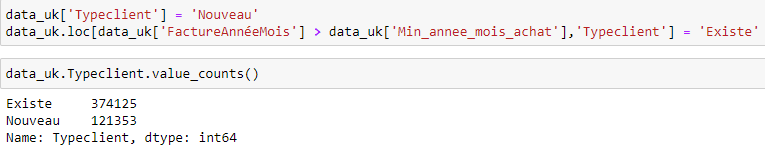 data_uk['Typeclient'] = 'Nouveau'
data_uk.loc[data_uk['FactureAnnéeMois'] > data_uk['Min_annee_mois_achat'],'Typeclient'] = 'Existe'
data_uk.Typeclient.value_counts()
Existe     374125
Nouveau    121353
Name: Typeclient, dtype: int64